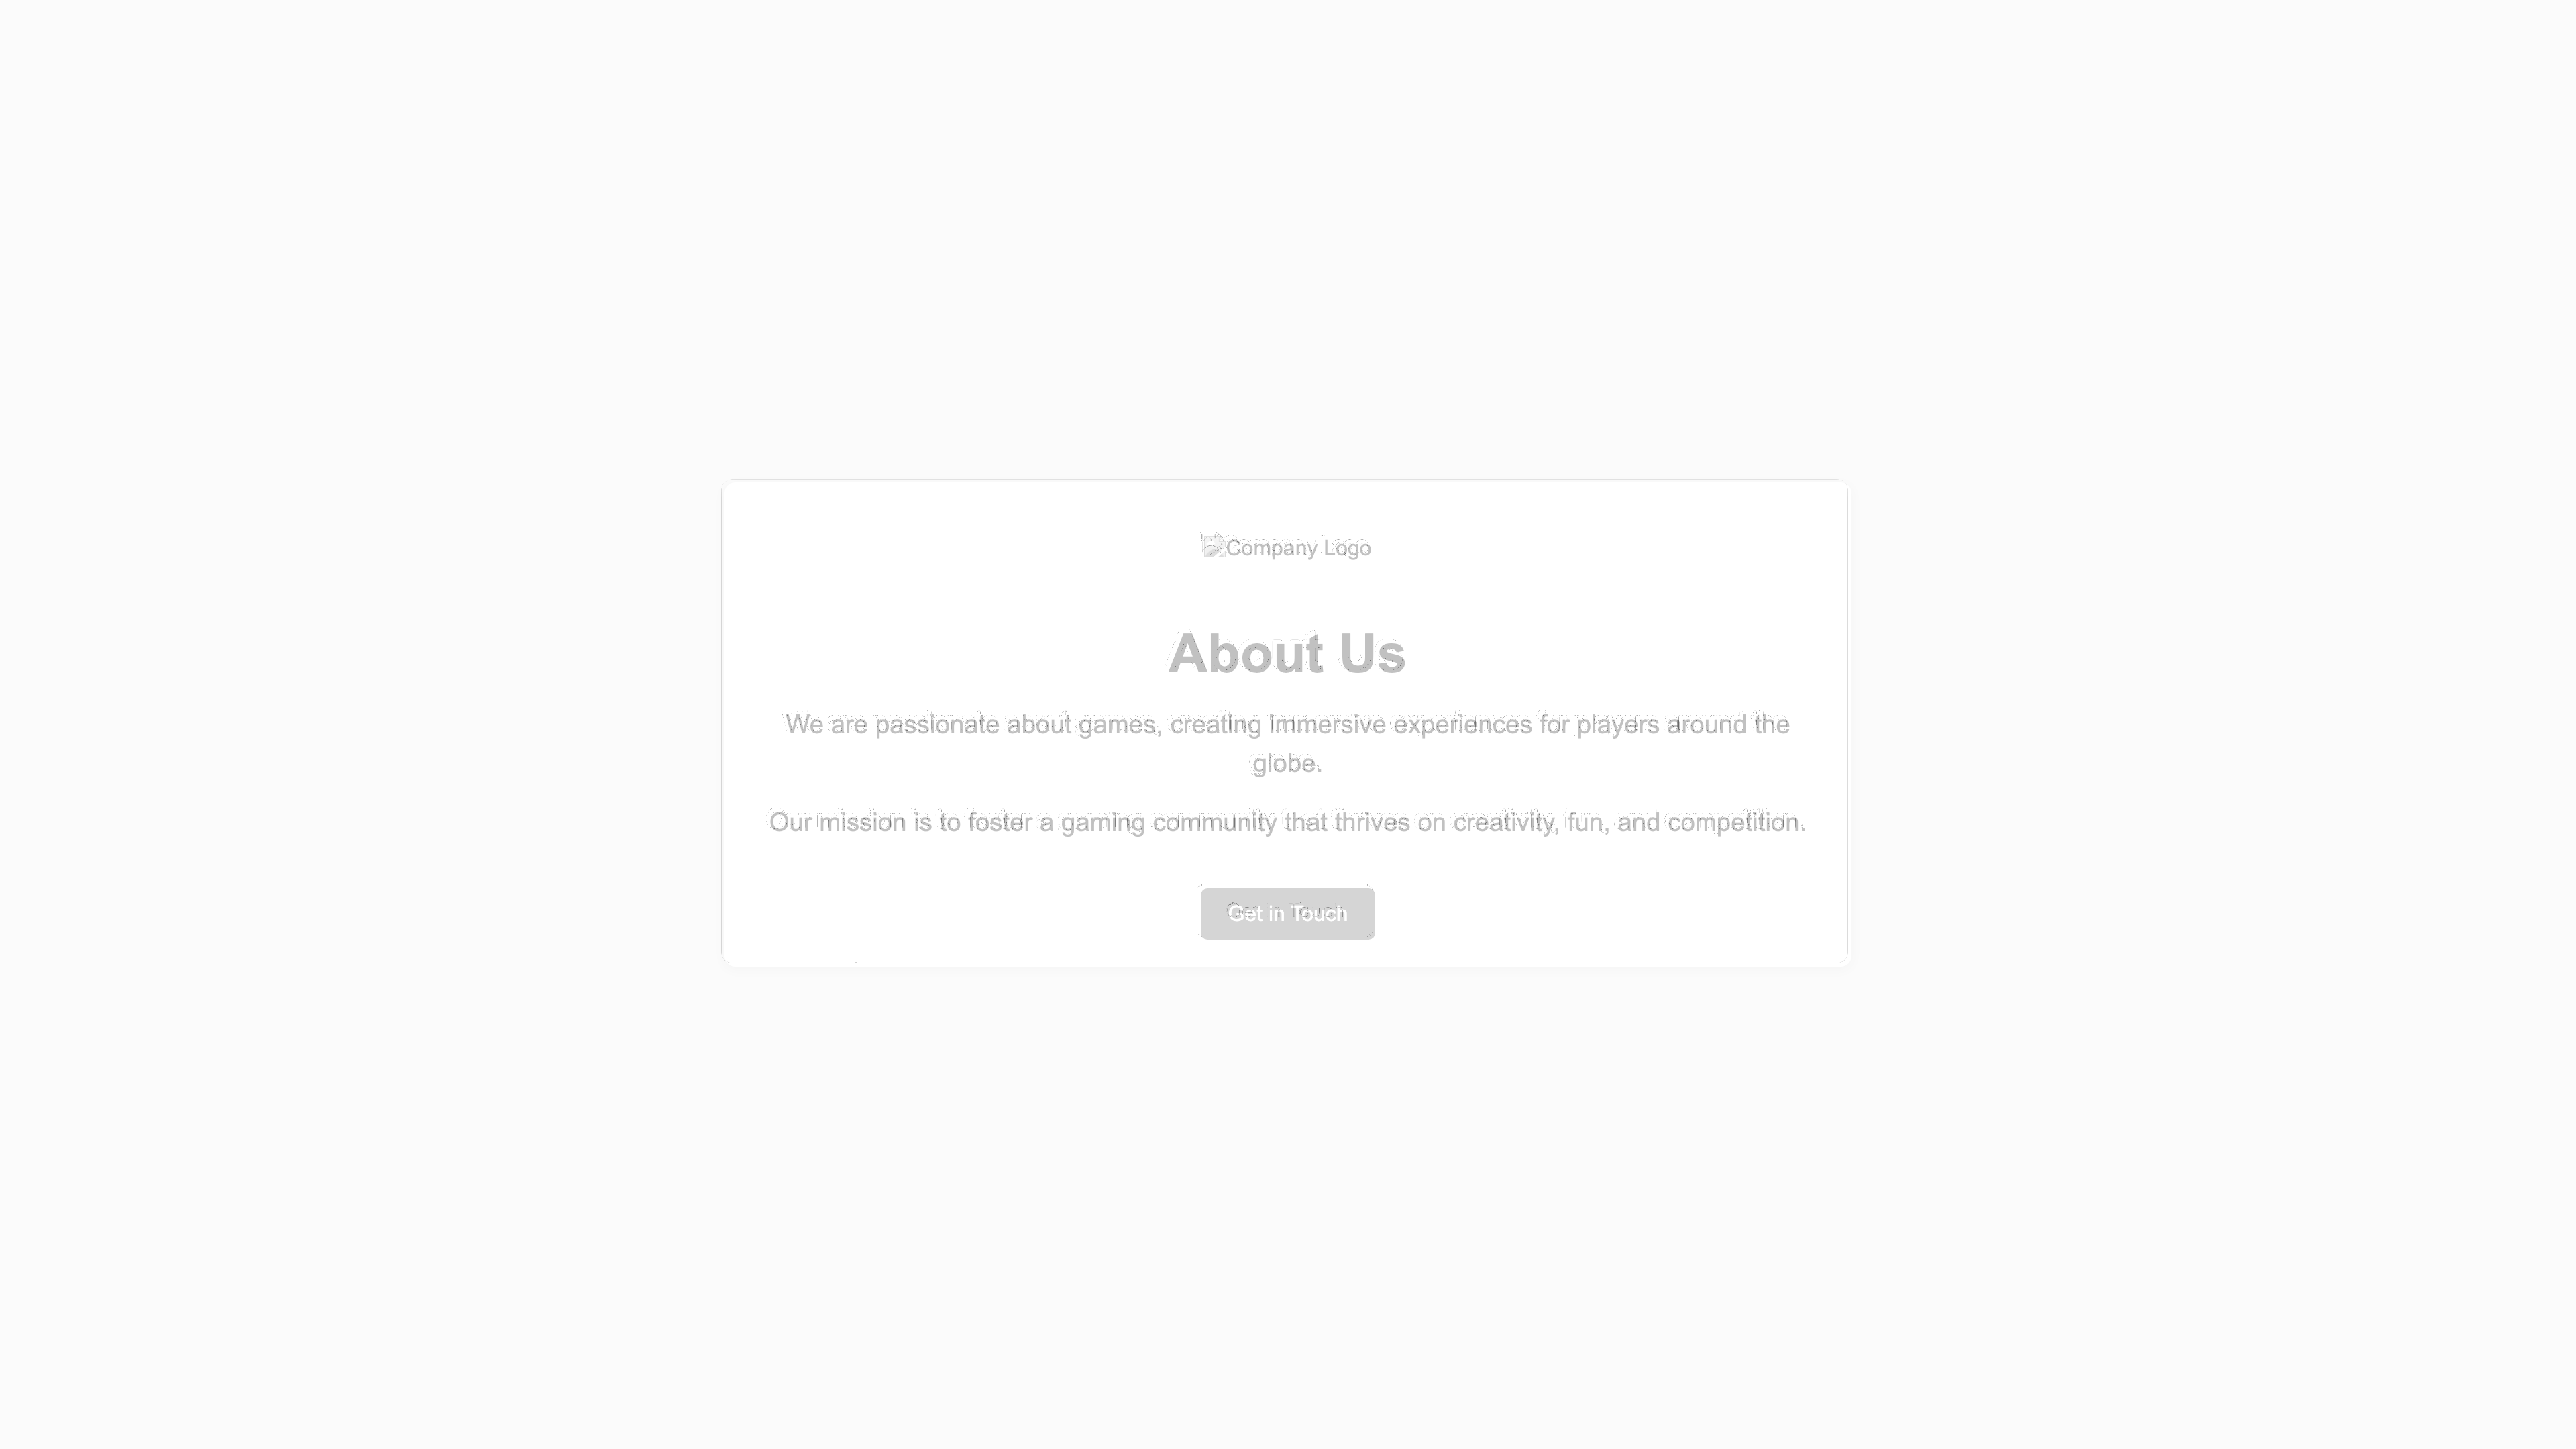 Company Logo
About Us
We are passionate about games, creating immersive experiences for players around the
globe.
Our mission is to foster a gaming community that thrives on creativity, fun, and competition.
Get in Touch